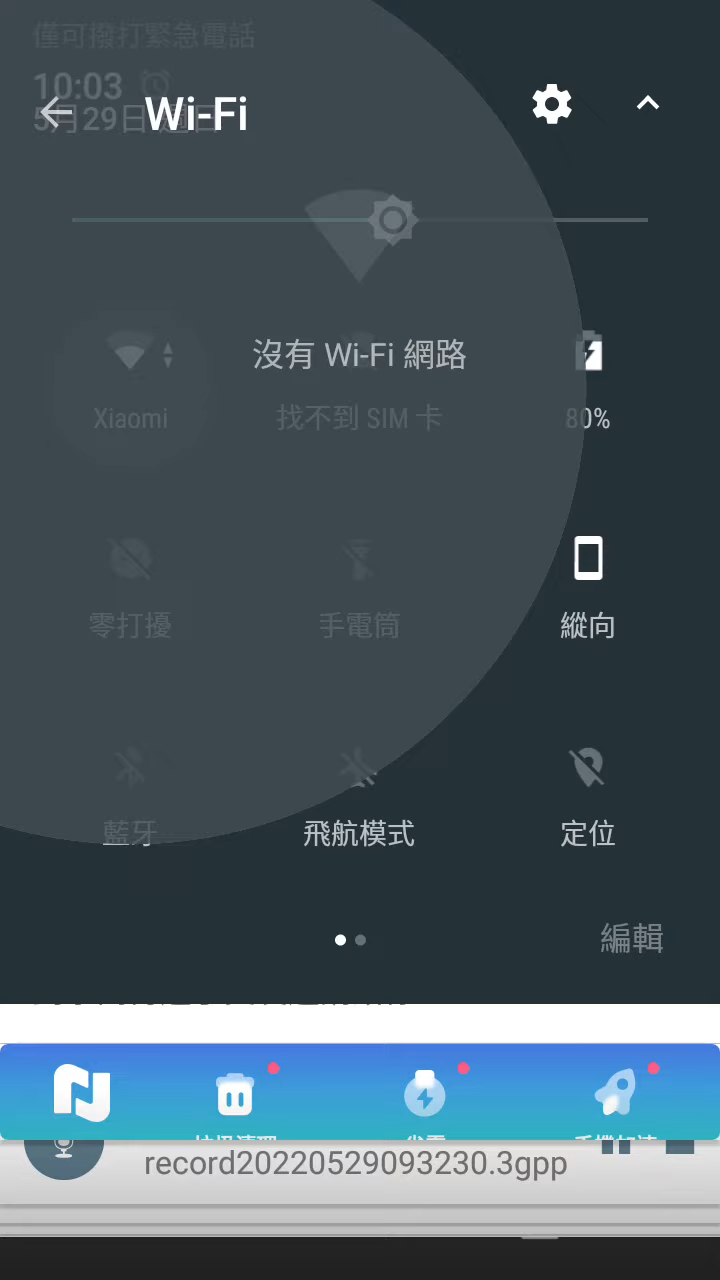 僅可撥打緊急電話
10:03
5月29日 週日
Wi-Fi
沒有 Wi-Fi 網路
Xiaomi
找不到 SIM 卡
80%
零打擾
手電筒
縱向
藍牙
飛航模式
定位
編輯
record20220529093230.3gpp